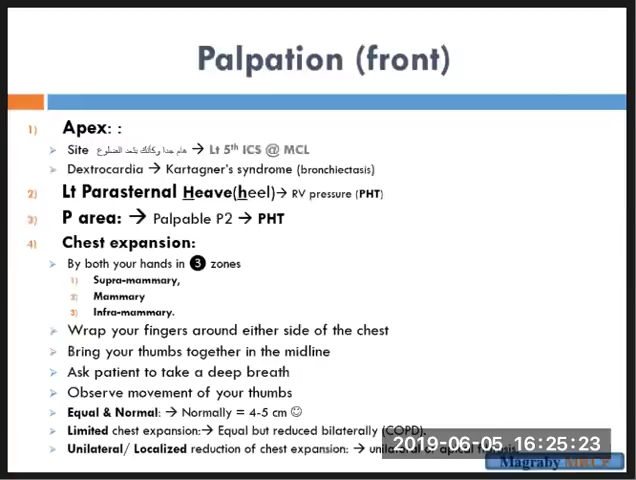 Palpation (front)
1) Apex: :
Site هام جدا وكأنك بتعد الضلوع → Lt 5th ICS @ MCL
Dextrocardia → Kartagner's syndrome (bronchiectasis)
2) Lt Parasternal Heave(heel)→ RV pressure (PHT)
3) P area: → Palpable P2 → PHT
4) Chest expansion:
By both your hands in ❸ zones
1) Supra-mammary,
2) Mammary
3) Infra-mammary.
Wrap your fingers around either side of the chest
Bring your thumbs together in the midline
Ask patient to take a deep breath
Observe movement of your thumbs
Equal & Normal: → Normally = 4-5 cm ☺
Limited chest expansion:→ Equal but reduced bilaterally (COPD).
Unilateral/ Localized reduction of chest expansion: →
2019-06-05 16:25:23
Magraby